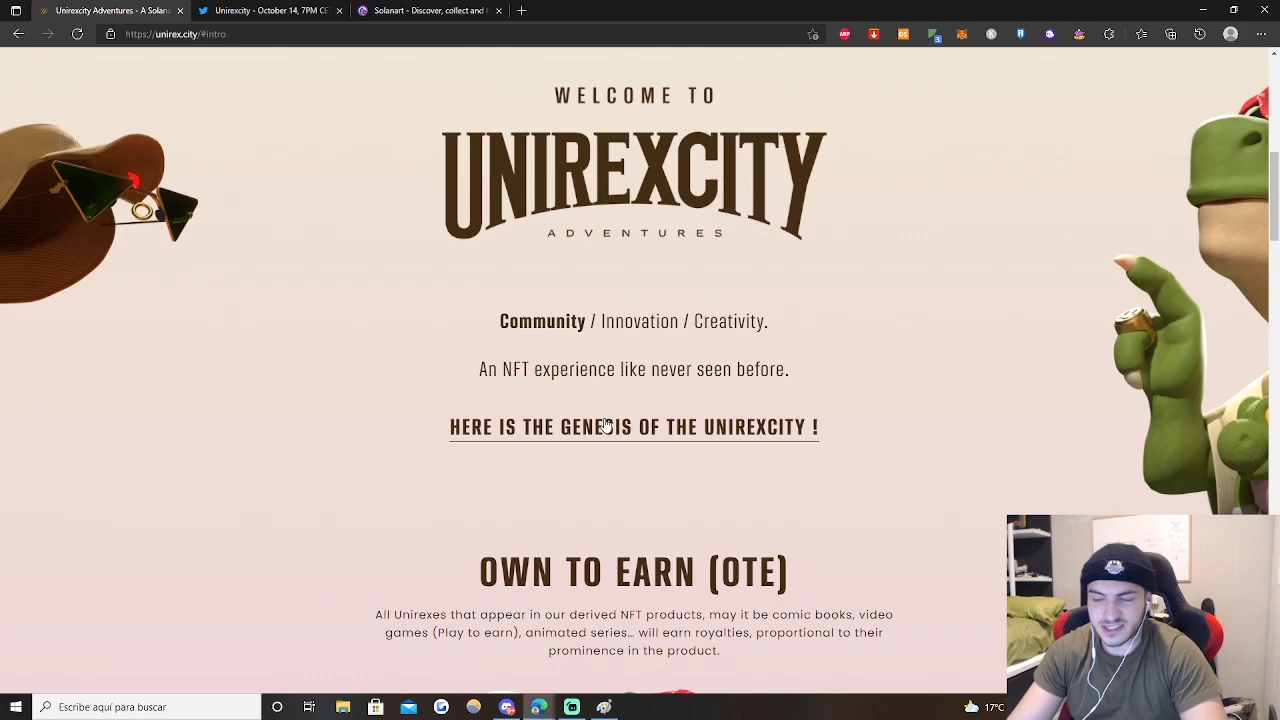 Unirexcity Adventures - A Solana
Twitter - October 14, 7PM CE
Solanart - Discover, collect and
https://unirex.city/#intro
WELCOME TO
UNIREXCITY
ADVENTURES
Community / Innovation / Creativity.
An NFT experience like never seen before.
HERE IS THE GENESIS OF THE UNIREXCITY !
OWN TO EARN (OTE)
All Unirexes that appear in our derived NFT products, may it be comic books, video
games (Play to earn), animated series… will earn royalties, proportional to their
prominence in the product.
Escribe aquí para buscar
17°C